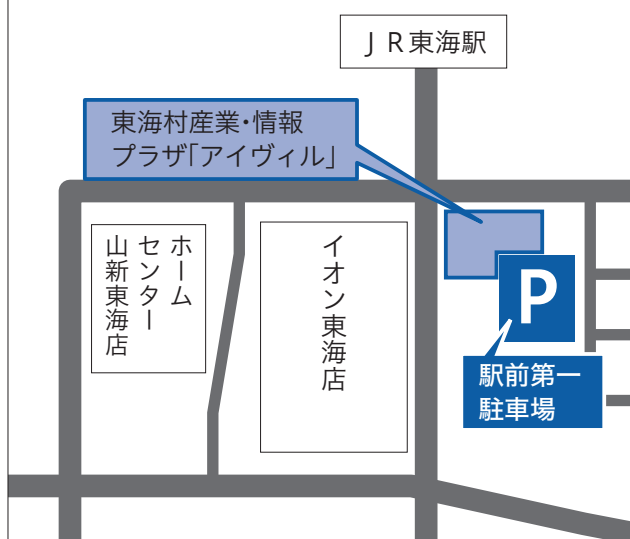 ＪＲ東海駅
東海村産業・情報
プラザ「アイヴィル」
ホーム
センター
山新東海店
イオン東海店
P
駅前第一
駐車場